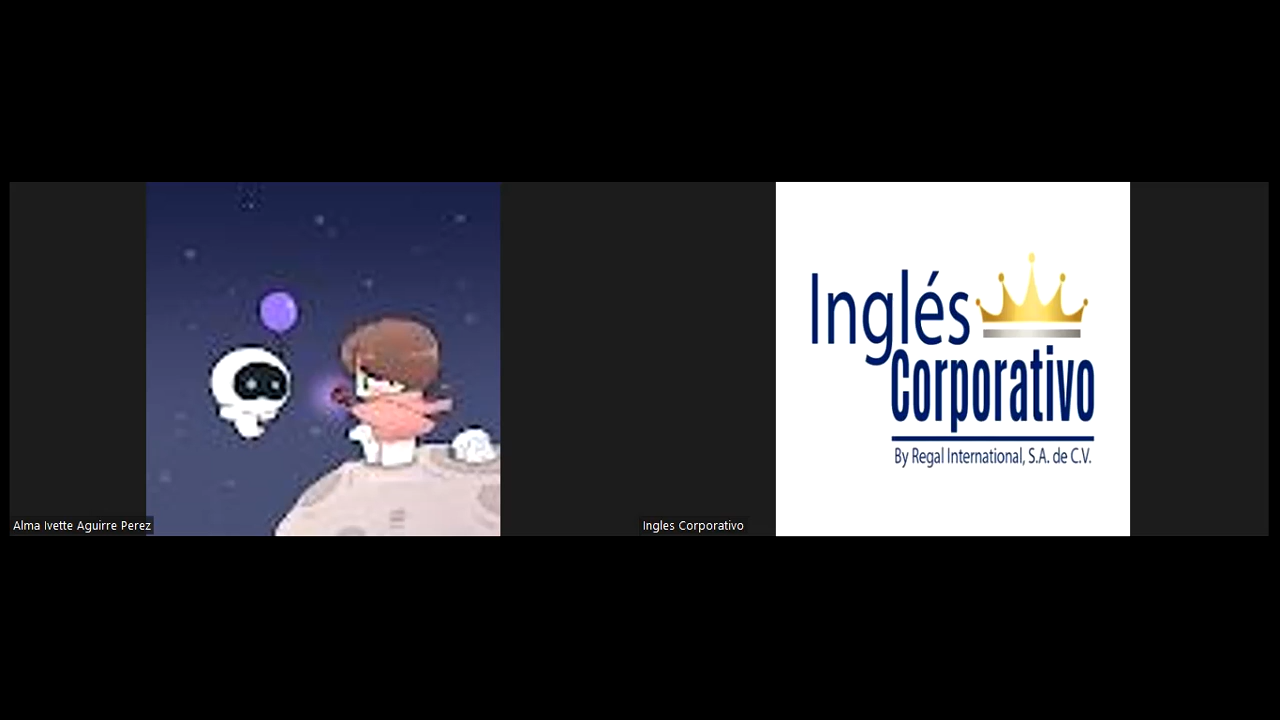 Inglés
Corporativo
By Regal International, S.A. de C.V.
Alma Ivette Aguirre Perez
Ingles Corporativo